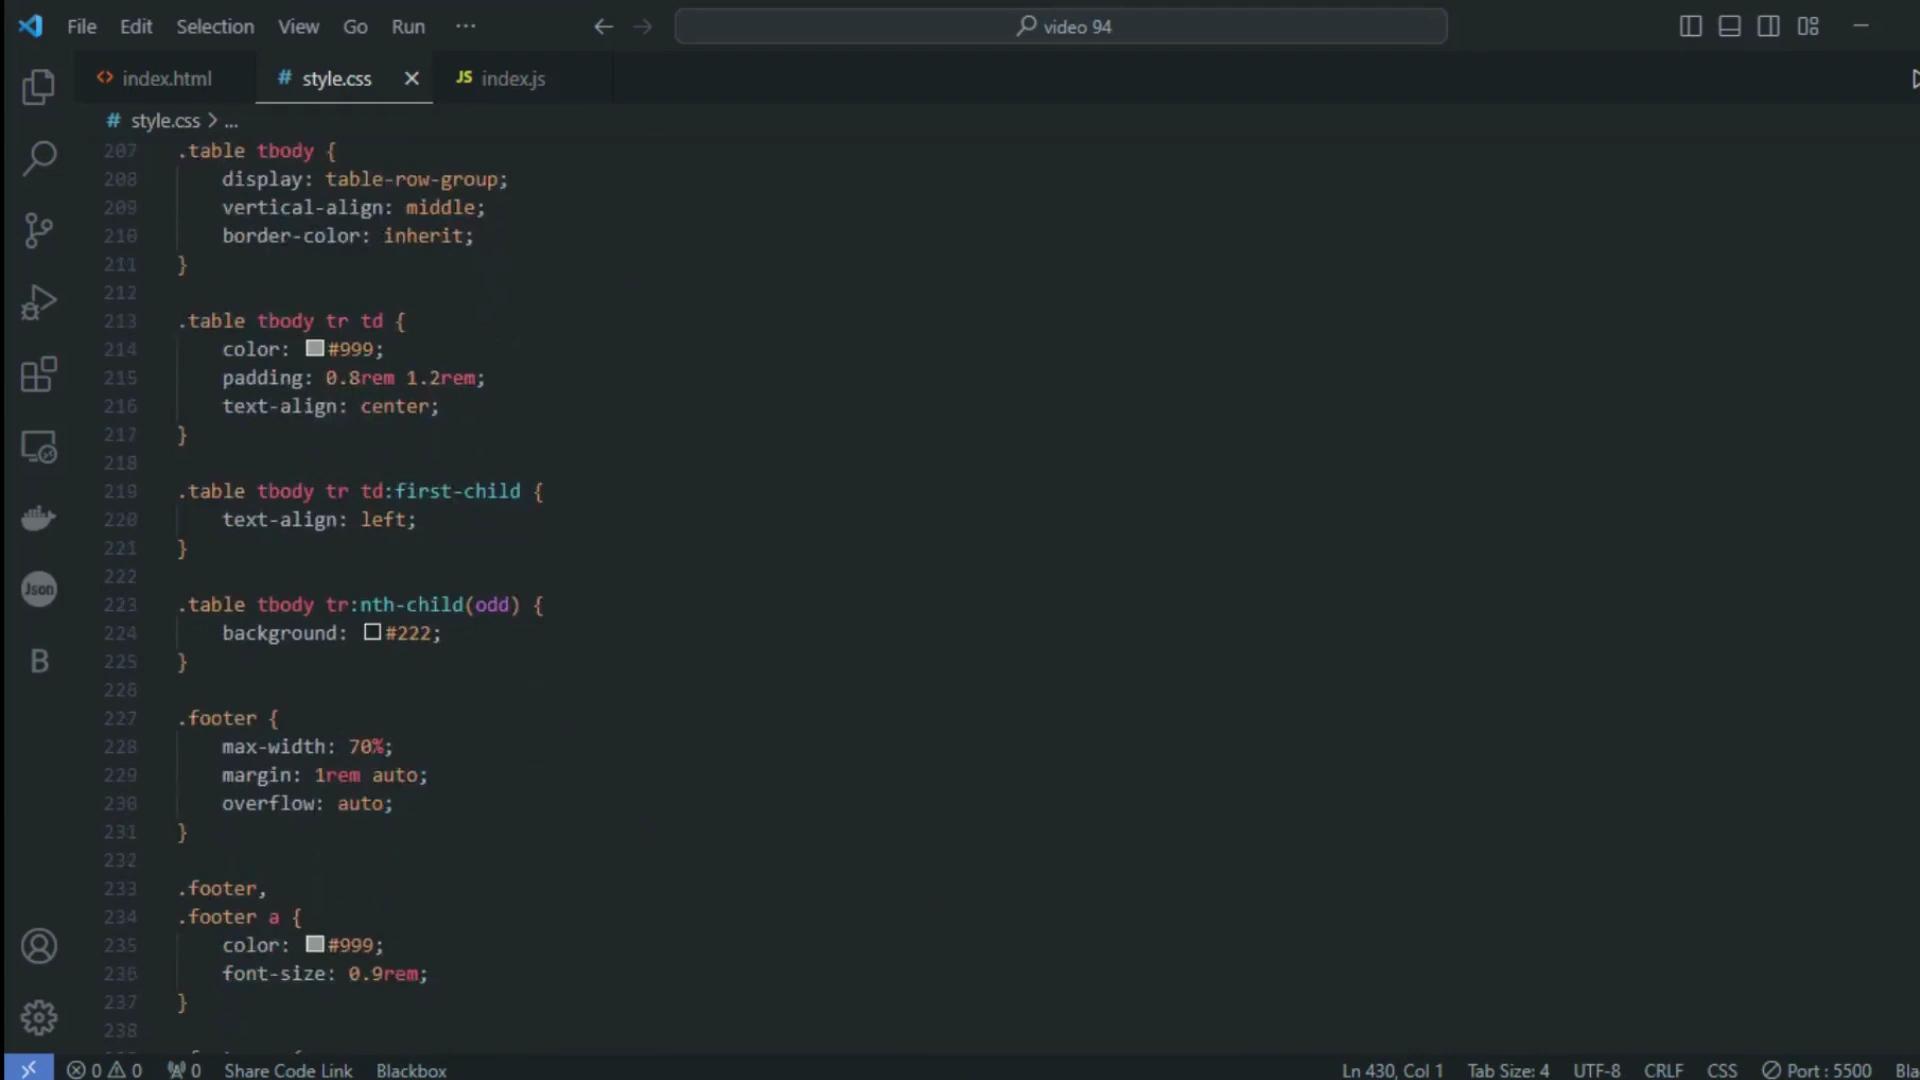 File Edit Selection View Go Run ··· video 94
index.html # style.css JS index.js
# style.css > ...
207 .table tbody {
208 display: table-row-group;
209 vertical-align: middle;
210 border-color: inherit;
211 }
212
213 .table tbody tr td {
214 color: #999;
215 padding: 0.8rem 1.2rem;
216 text-align: center;
217 }
218
219 .table tbody tr td:first-child {
220 text-align: left;
221 }
222
223 .table tbody tr:nth-child(odd) {
224 background: #222;
225 }
226
227 .footer {
228 max-width: 70%;
229 margin: 1rem auto;
230 overflow: auto;
231 }
232
233 .footer,
234 .footer a {
235 color: #999;
236 font-size: 0.9rem;
237 }
238
Json
B
0 0 0 Share Code Link Blackbox Ln 430, Col 1 Tab Size: 4 UTF-8 CRLF CSS Port : 5500 Bla